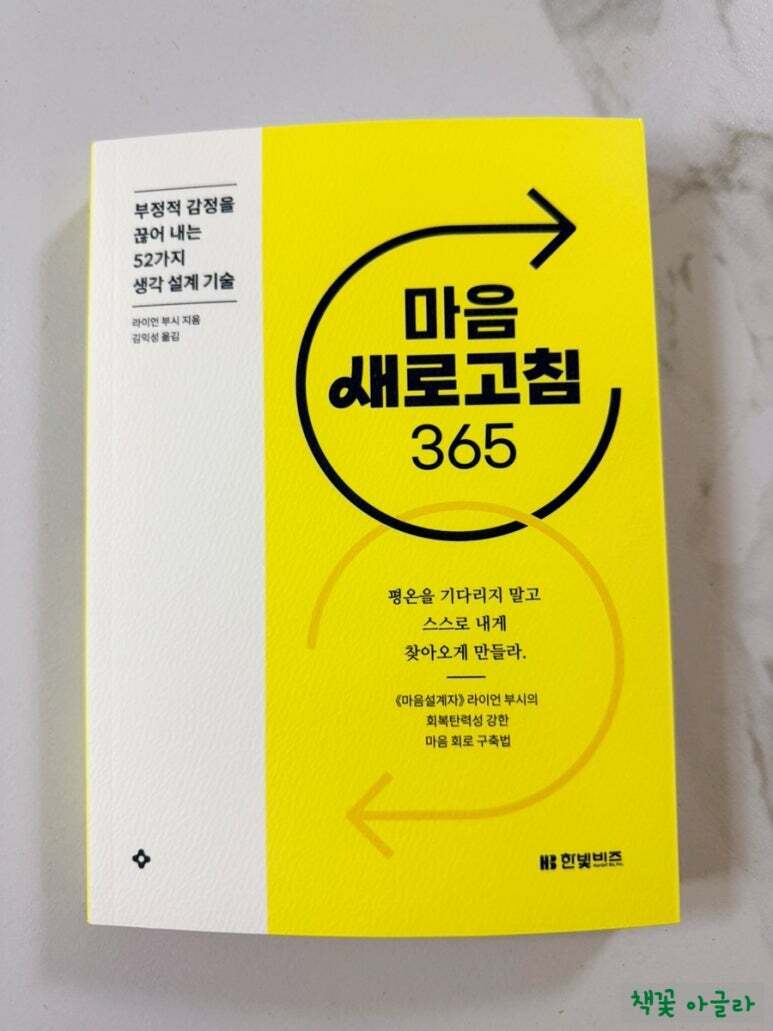 부정적 감정을
끊어 내는
52가지
생각 설계 기술
라이언 부시 지음
김익성 옮김
마음
새로고침
365
평온을 기다리지 말고
스스로 내게
찾아오게 만들라.
《마음설계자》 라이언 부시의
회복탄력성 강한
마음 회로 구축법
HB 한빛비즈
책꽃 아글라